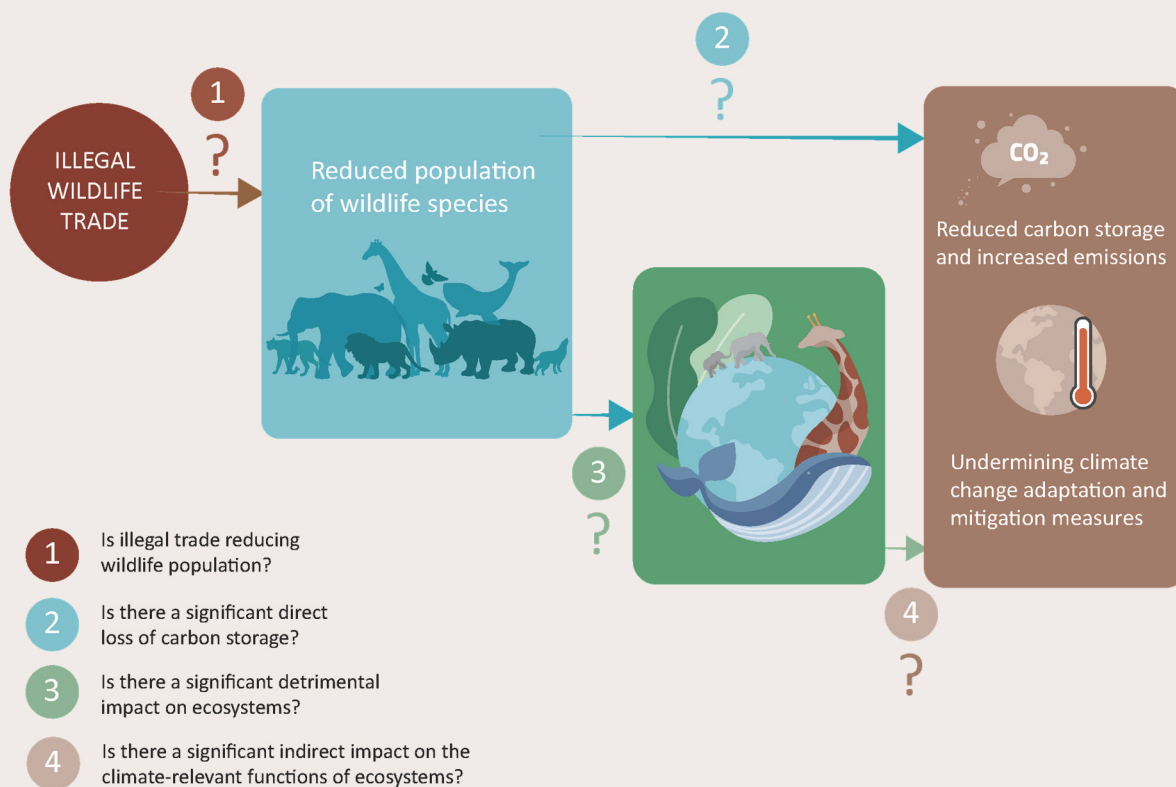 2
?
1
?
ILLEGAL
WILDLIFE
TRADE
Reduced population
of wildlife species
CO₂
Reduced carbon storage
and increased emissions
3
?
Undermining climate
change adaptation and
mitigation measures
4
?
1
Is illegal trade reducing
wildlife population?
2
Is there a significant direct
loss of carbon storage?
3
Is there a significant detrimental
impact on ecosystems?
4
Is there a significant indirect impact on the
climate-relevant functions of ecosystems?